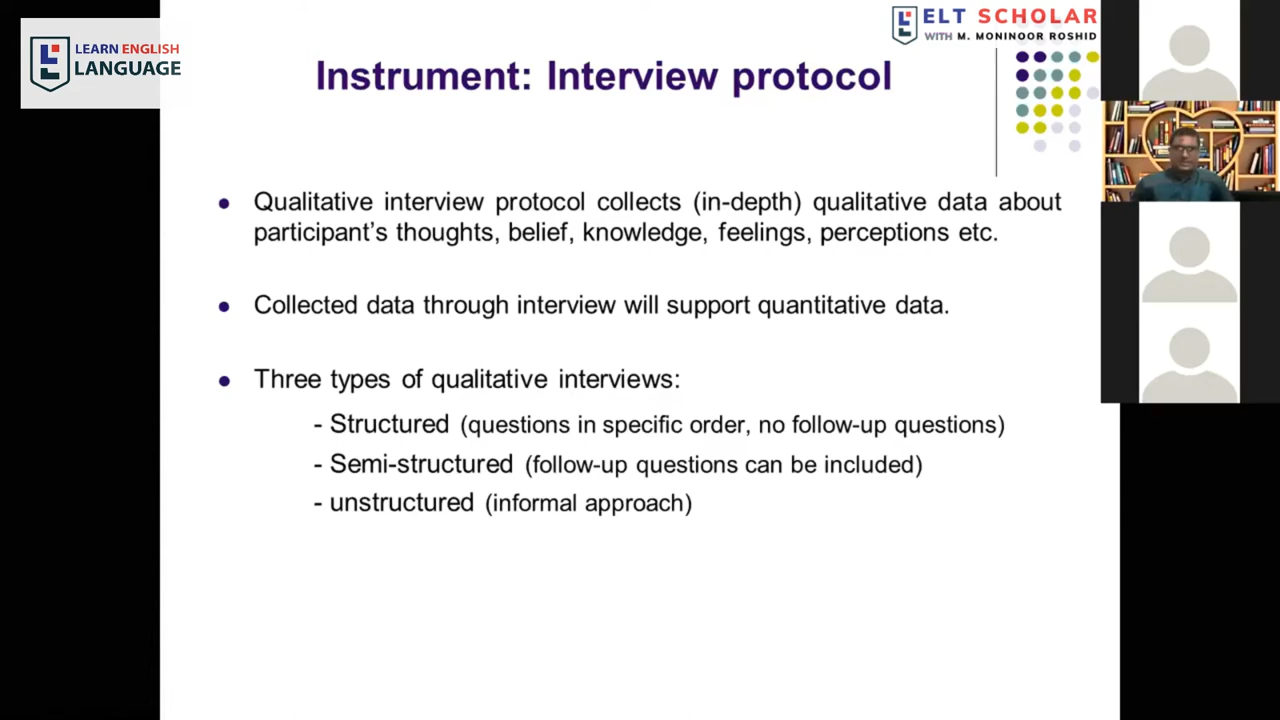 LEARN ENGLISH
LANGUAGE
ELT SCHOLAR
WITH M. MONINOOR ROSHID
Instrument: Interview protocol
● Qualitative interview protocol collects (in-depth) qualitative data about
participant's thoughts, belief, knowledge, feelings, perceptions etc.
● Collected data through interview will support quantitative data.
● Three types of qualitative interviews:
- Structured (questions in specific order, no follow-up questions)
- Semi-structured (follow-up questions can be included)
- unstructured (informal approach)